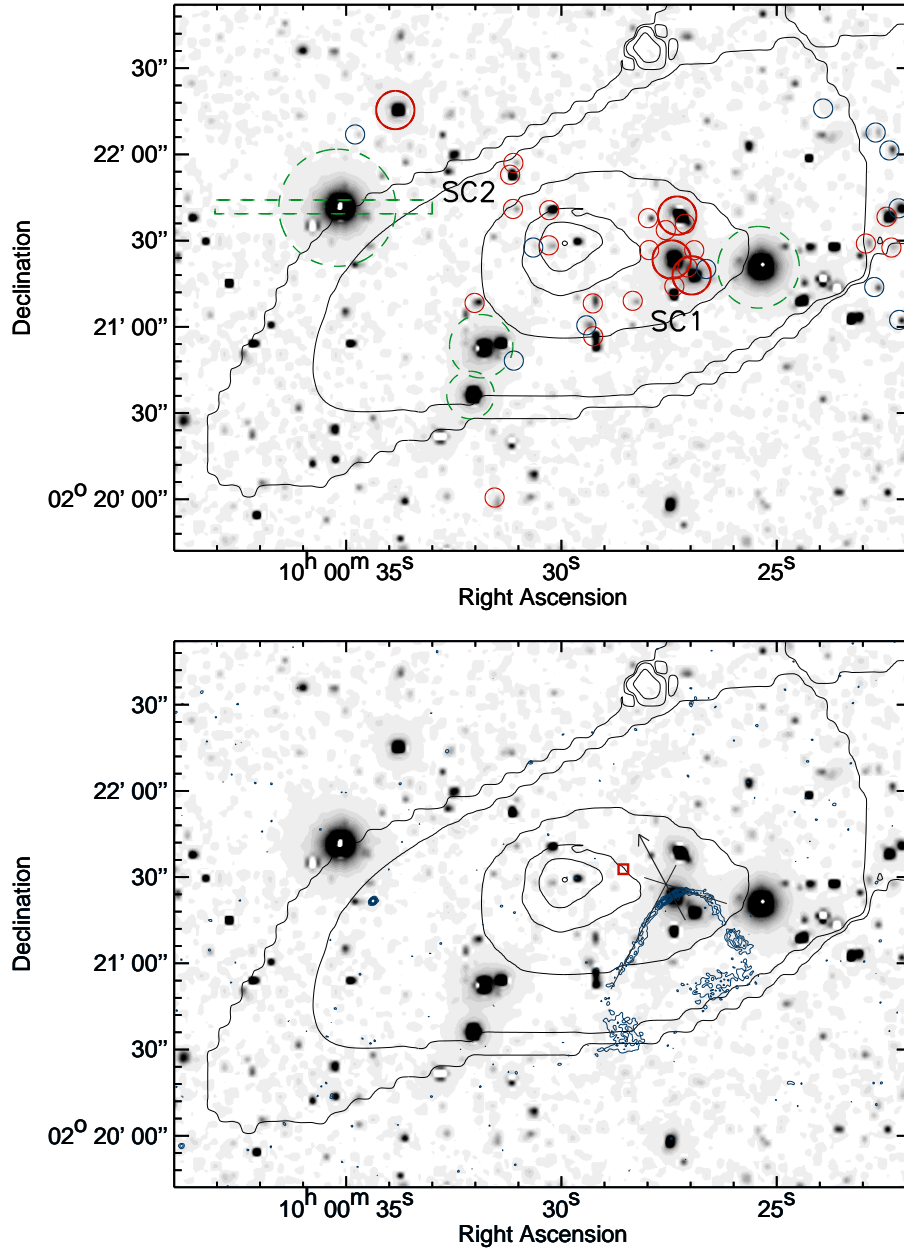 30”
22’ 00”
SC2
30”
Declination
21’ 00”
SC1
30”
02° 20’ 00”
10h 00m 35s
30s
25s
Right Ascension
30”
22’ 00”
30”
Declination
21’ 00”
30”
02° 20’ 00”
10h 00m 35s
30s
25s
Right Ascension